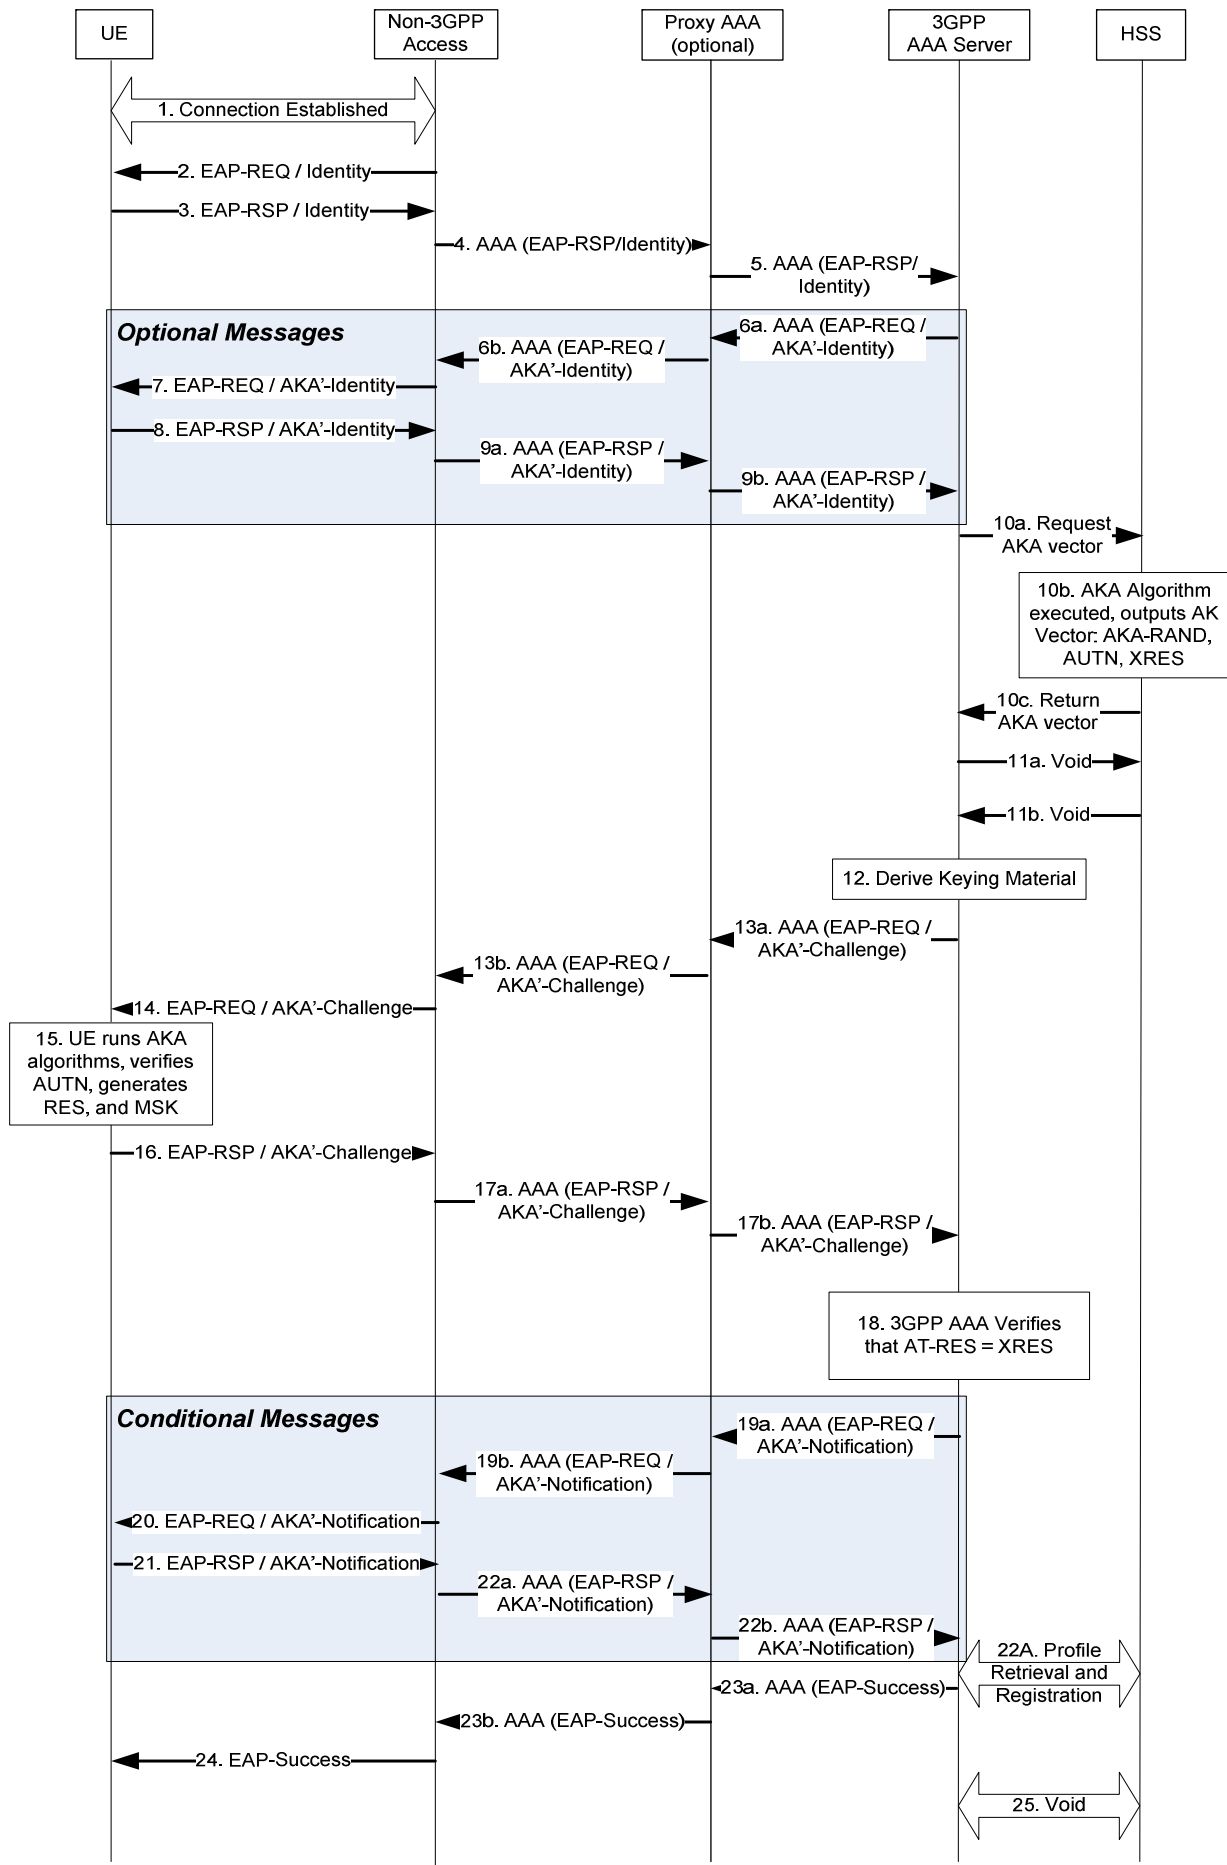 UE
Non-3GPP
Access
Proxy AAA
(optional)
3GPP
AAA Server
HSS
1. Connection Established
2. EAP-REQ / Identity
3. EAP-RSP / Identity
4. AAA (EAP-RSP/Identity)
5. AAA (EAP-RSP/
Identity)
Optional Messages
6a. AAA (EAP-REQ /
AKA'-Identity)
6b. AAA (EAP-REQ /
AKA'-Identity)
7. EAP-REQ / AKA'-Identity
8. EAP-RSP / AKA'-Identity
9a. AAA (EAP-RSP /
AKA'-Identity)
9b. AAA (EAP-RSP /
AKA'-Identity)
10a. Request
AKA vector
10b. AKA Algorithm
executed, outputs AK
Vector: AKA-RAND,
AUTN, XRES
10c. Return
AKA vector
11a. Void
11b. Void
12. Derive Keying Material
13a. AAA (EAP-REQ /
AKA'-Challenge)
13b. AAA (EAP-REQ /
AKA'-Challenge)
14. EAP-REQ / AKA'-Challenge
15. UE runs AKA
algorithms, verifies
AUTN, generates
RES, and MSK
16. EAP-RSP / AKA'-Challenge
17a. AAA (EAP-RSP /
AKA'-Challenge)
17b. AAA (EAP-RSP /
AKA'-Challenge)
18. 3GPP AAA Verifies
that AT-RES = XRES
Conditional Messages
19a. AAA (EAP-REQ /
AKA'-Notification)
19b. AAA (EAP-REQ /
AKA'-Notification)
20. EAP-REQ / AKA'-Notification
21. EAP-RSP / AKA'-Notification
22a. AAA (EAP-RSP /
AKA'-Notification)
22b. AAA (EAP-RSP /
AKA'-Notification)
22A. Profile
Retrieval and
Registration
23a. AAA (EAP-Success)
23b. AAA (EAP-Success)
24. EAP-Success
25. Void